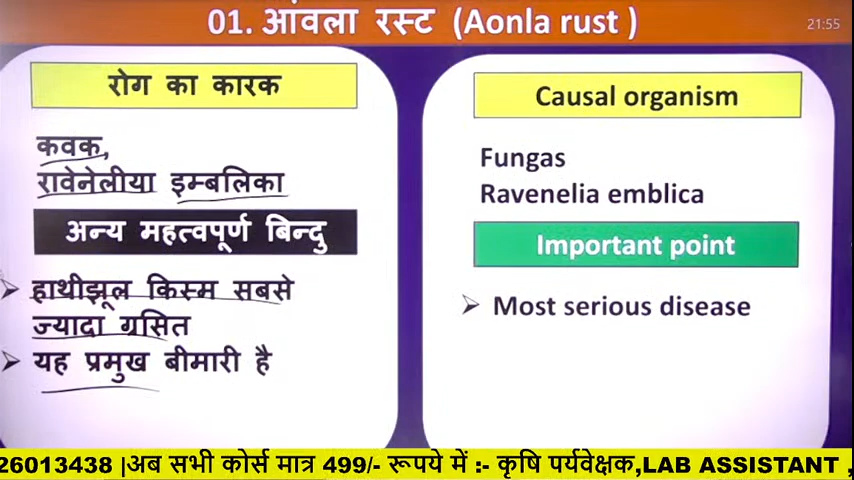 01. आंवला रस्ट (Aonla rust )
21:55
रोग का कारक
कवक,
रावेनेलीया इम्बलिका
अन्य महत्वपूर्ण बिन्दु
➢ हाथीझूल किस्म सबसे
ज्यादा ग्रसित
➢ यह प्रमुख बीमारी है
Causal organism
Fungas
Ravenelia emblica
Important point
➢ Most serious disease
26013438 |अब सभी कोर्स मात्र 499/- रूपये में :- कृषि पर्यवेक्षक,LAB ASSISTANT ,